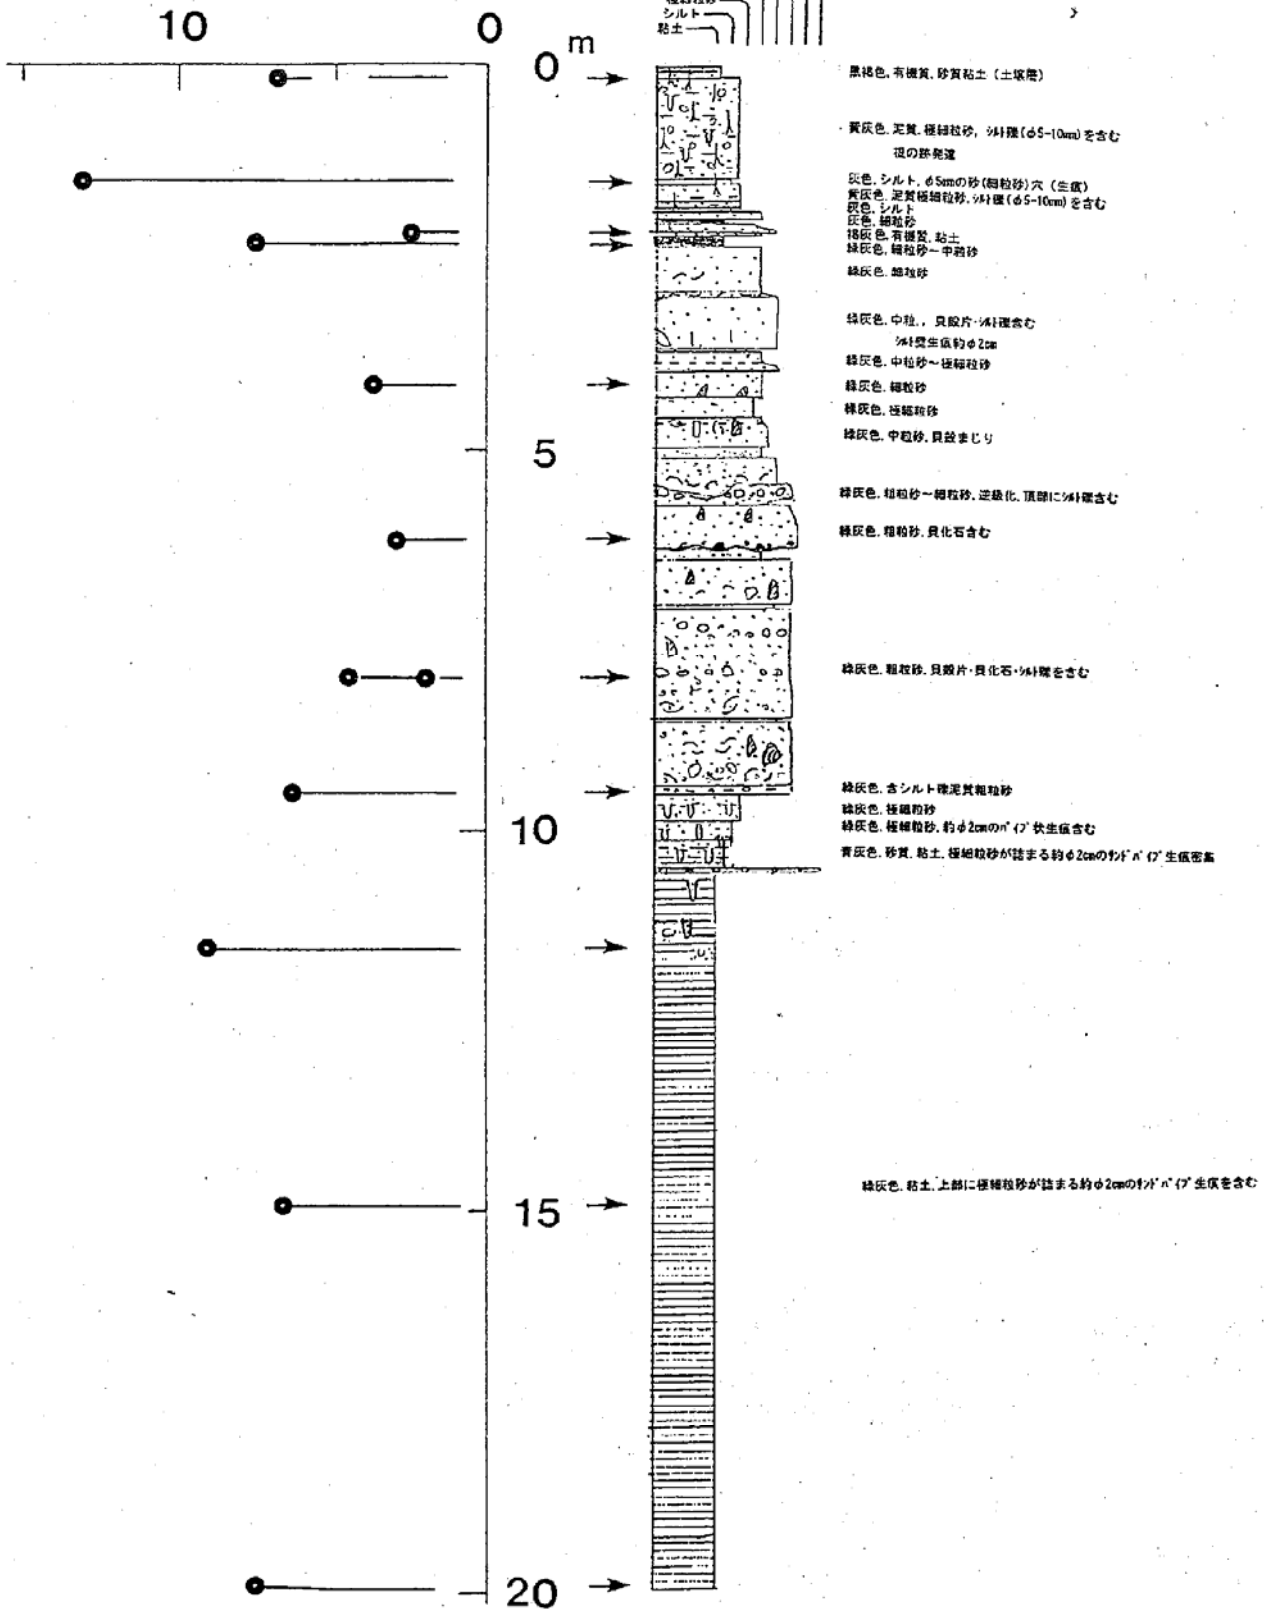 10
0
m
シルト
粘土
0
黒褐色, 有機質, 砂質粘土 (土壌層)
黄灰色, 泥質, 極細粒砂, シルト礫(φ5-10mm)を含む
根の跡発達
灰色, シルト, φ5mmの砂(細粒砂)穴 (生痕)
黄灰色, 泥質極細粒砂, シルト礫(φ5-10mm)を含む
灰色, シルト
灰色, 細粒砂
褐灰色, 有機質, 粘土
緑灰色, 細粒砂~中粒砂
緑灰色, 細粒砂
緑灰色, 中粒,, 貝殻片・シルト礫含む
シルト壁生痕約φ2cm
緑灰色, 中粒砂~極細粒砂
緑灰色, 細粒砂
緑灰色, 極細粒砂
緑灰色, 中粒砂, 貝殻まじり
5
緑灰色, 粗粒砂~細粒砂, 逆級化, 頂部にシルト礫含む
緑灰色, 粗粒砂, 貝化石含む
緑灰色, 粗粒砂, 貝殻片・貝化石・シルト礫を含む
緑灰色, 含シルト礫泥質粗粒砂
緑灰色, 極細粒砂
10
緑灰色, 極細粒砂, 約φ2cmのパイプ状生痕含む
青灰色, 砂質, 粘土, 極細粒砂が詰まる約φ2cmのサンドパイプ生痕密集
緑灰色, 粘土, 上部に極細粒砂が詰まる約φ2cmのサンドパイプ生痕を含む
15
20